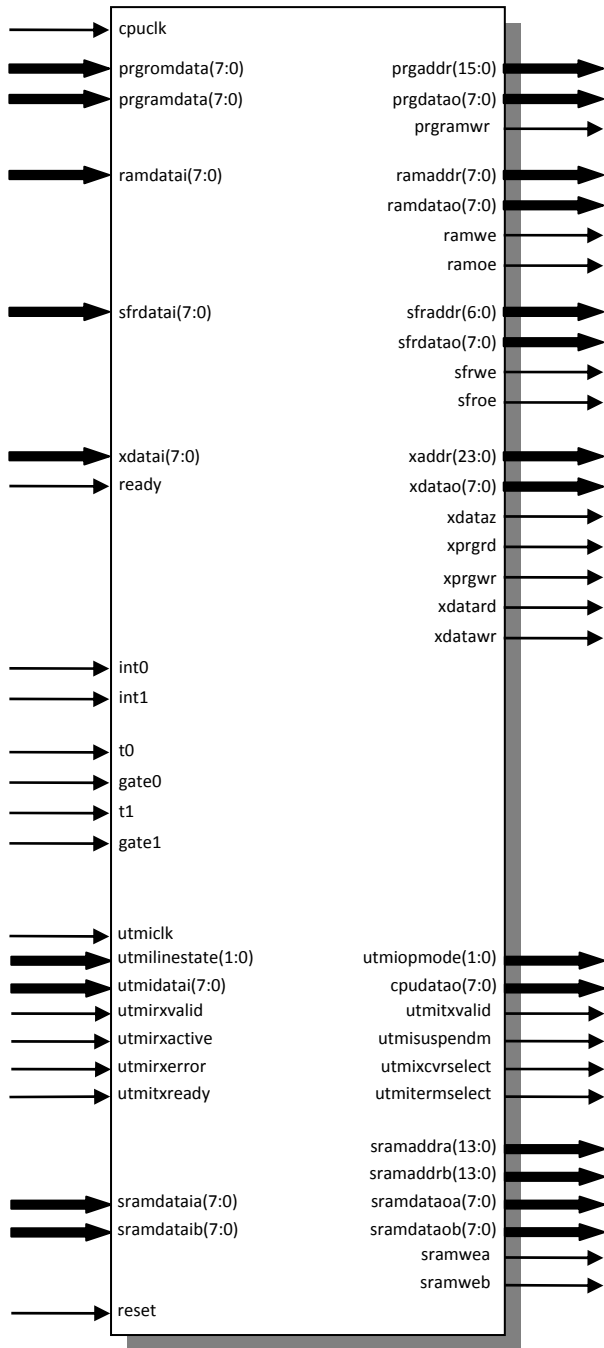 cpuclk
prgromdata(7:0) prgaddr(15:0)
prgramdata(7:0) prgdatao(7:0)
prgramwr
ramdatai(7:0) ramaddr(7:0)
ramdatao(7:0)
ramwe
ramoe
sfrdatai(7:0) sfraddr(6:0)
sfrdatao(7:0)
sfrwe
sfroe
xdatai(7:0) xaddr(23:0)
ready xdatao(7:0)
xdataz
xprgrd
xprgwr
xdatard
xdatawr
int0
int1
t0
gate0
t1
gate1
utmiclk
utmilinestate(1:0) utmiopmode(1:0)
utmidatai(7:0) cpudatao(7:0)
utmirxvalid utmitxvalid
utmirxactive utmisuspendm
utmirxerror utmixcvrselect
utmitxready utmitermselect
sramaddra(13:0)
sramaddrb(13:0)
sramdataia(7:0) sramdataoa(7:0)
sramdataib(7:0) sramdataob(7:0)
sramwea
sramweb
reset